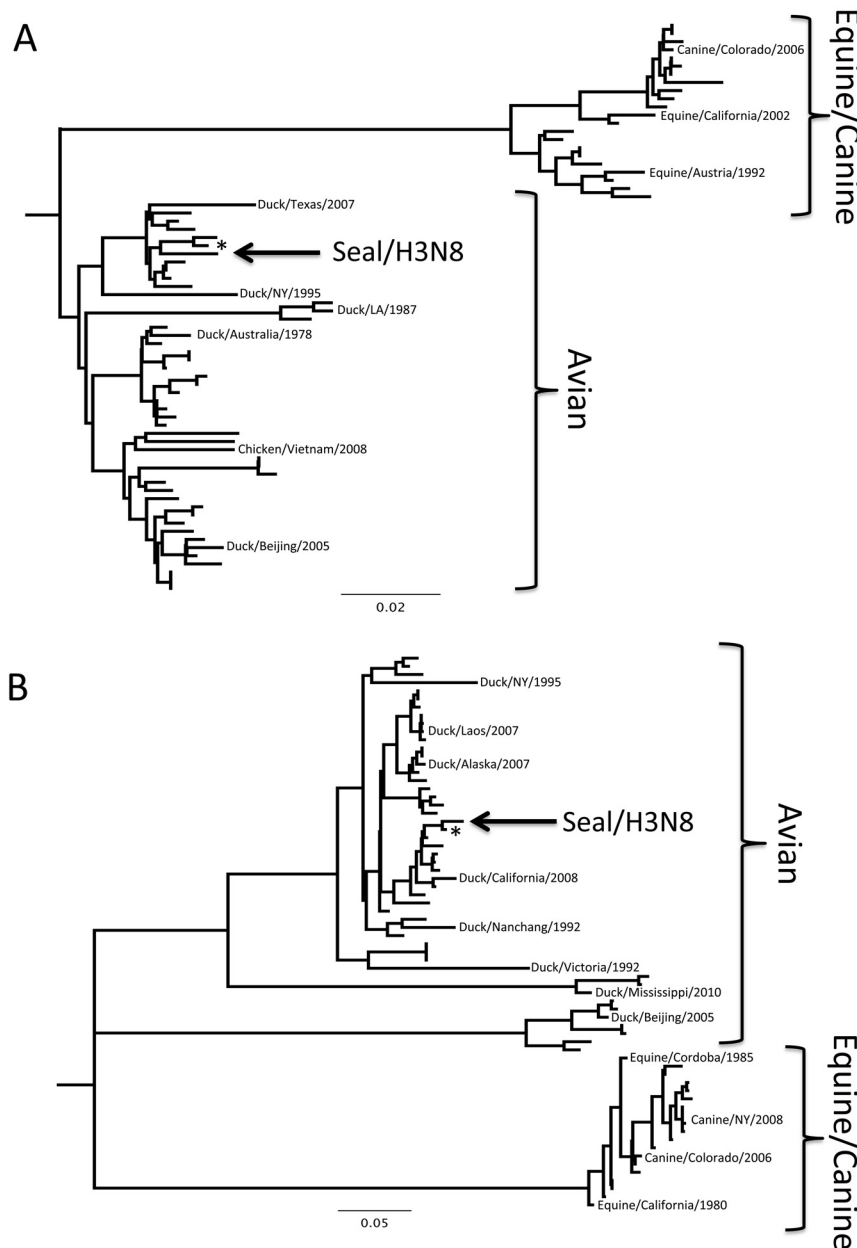 A
Canine/Colorado/2006
Equine/California/2002
Equine/Austria/1992
Equine/Canine
Duck/Texas/2007
*
Seal/H3N8
Duck/NY/1995
Duck/LA/1987
Duck/Australia/1978
Avian
Chicken/Vietnam/2008
Duck/Beijing/2005
0.02
B
Duck/NY/1995
Duck/Laos/2007
Duck/Alaska/2007
Seal/H3N8
*
Avian
Duck/California/2008
Duck/Nanchang/1992
Duck/Victoria/1992
Duck/Mississippi/2010
Duck/Beijing/2005
Equine/Cordoba/1985
Canine/NY/2008
Equine/Canine
Canine/Colorado/2006
Equine/California/1980
0.05